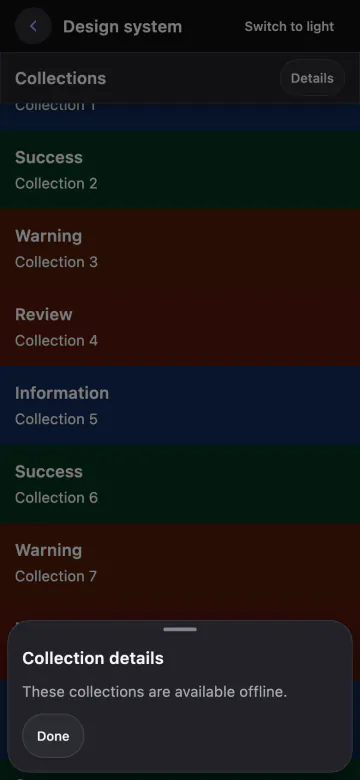 Design system
Switch to light
Collections
Details
Collection 1
Success
Collection 2
Warning
Collection 3
Review
Collection 4
Information
Collection 5
Success
Collection 6
Warning
Collection 7
Collection details
These collections are available offline.
Done